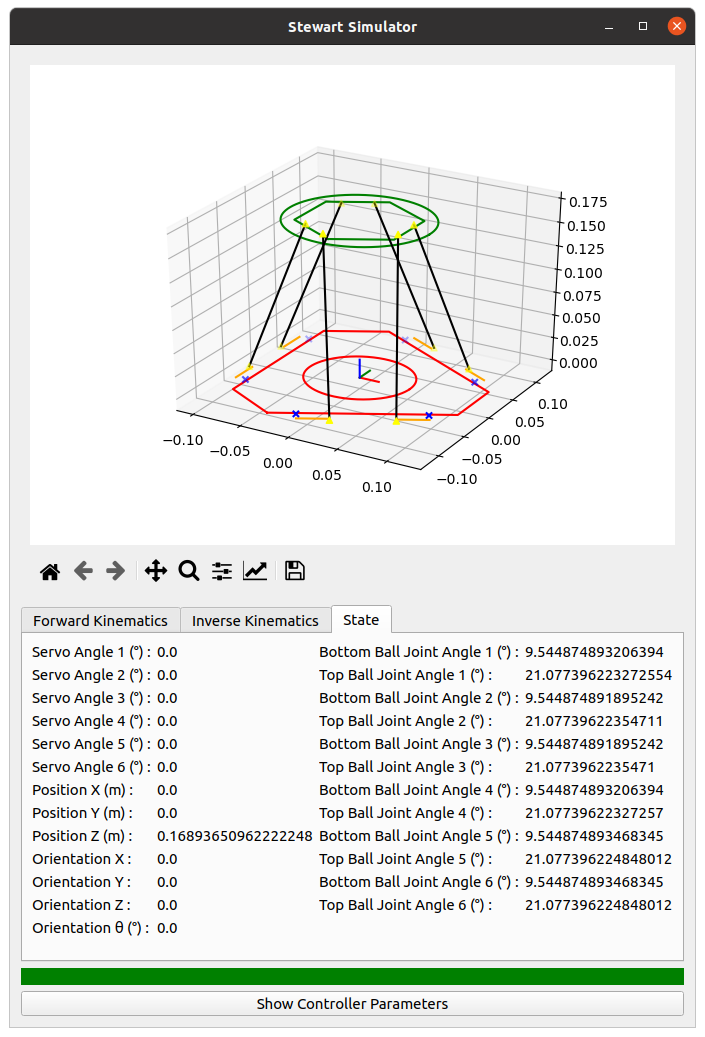 Stewart Simulator
0.175
0.150
0.125
0.100
0.075
0.050
0.025
0.000
0.10
0.05
0.00
−0.05
−0.10
−0.10
−0.05
0.00
0.05
0.10
Forward Kinematics Inverse Kinematics State
Servo Angle 1 (°) : 0.0 Bottom Ball Joint Angle 1 (°) : 9.544874893206394
Servo Angle 2 (°) : 0.0 Top Ball Joint Angle 1 (°) : 21.077396223272554
Servo Angle 3 (°) : 0.0 Bottom Ball Joint Angle 2 (°) : 9.544874891895242
Servo Angle 4 (°) : 0.0 Top Ball Joint Angle 2 (°) : 21.07739622354711
Servo Angle 5 (°) : 0.0 Bottom Ball Joint Angle 3 (°) : 9.544874891895242
Servo Angle 6 (°) : 0.0 Top Ball Joint Angle 3 (°) : 21.0773962235471
Position X (m) : 0.0 Bottom Ball Joint Angle 4 (°) : 9.544874893206394
Position Y (m) : 0.0 Top Ball Joint Angle 4 (°) : 21.07739622327257
Position Z (m) : 0.16893650962222248 Bottom Ball Joint Angle 5 (°) : 9.544874893468345
Orientation X : 0.0 Top Ball Joint Angle 5 (°) : 21.077396224848012
Orientation Y : 0.0 Bottom Ball Joint Angle 6 (°) : 9.544874893468345
Orientation Z : 0.0 Top Ball Joint Angle 6 (°) : 21.077396224848012
Orientation θ (°) : 0.0
Show Controller Parameters